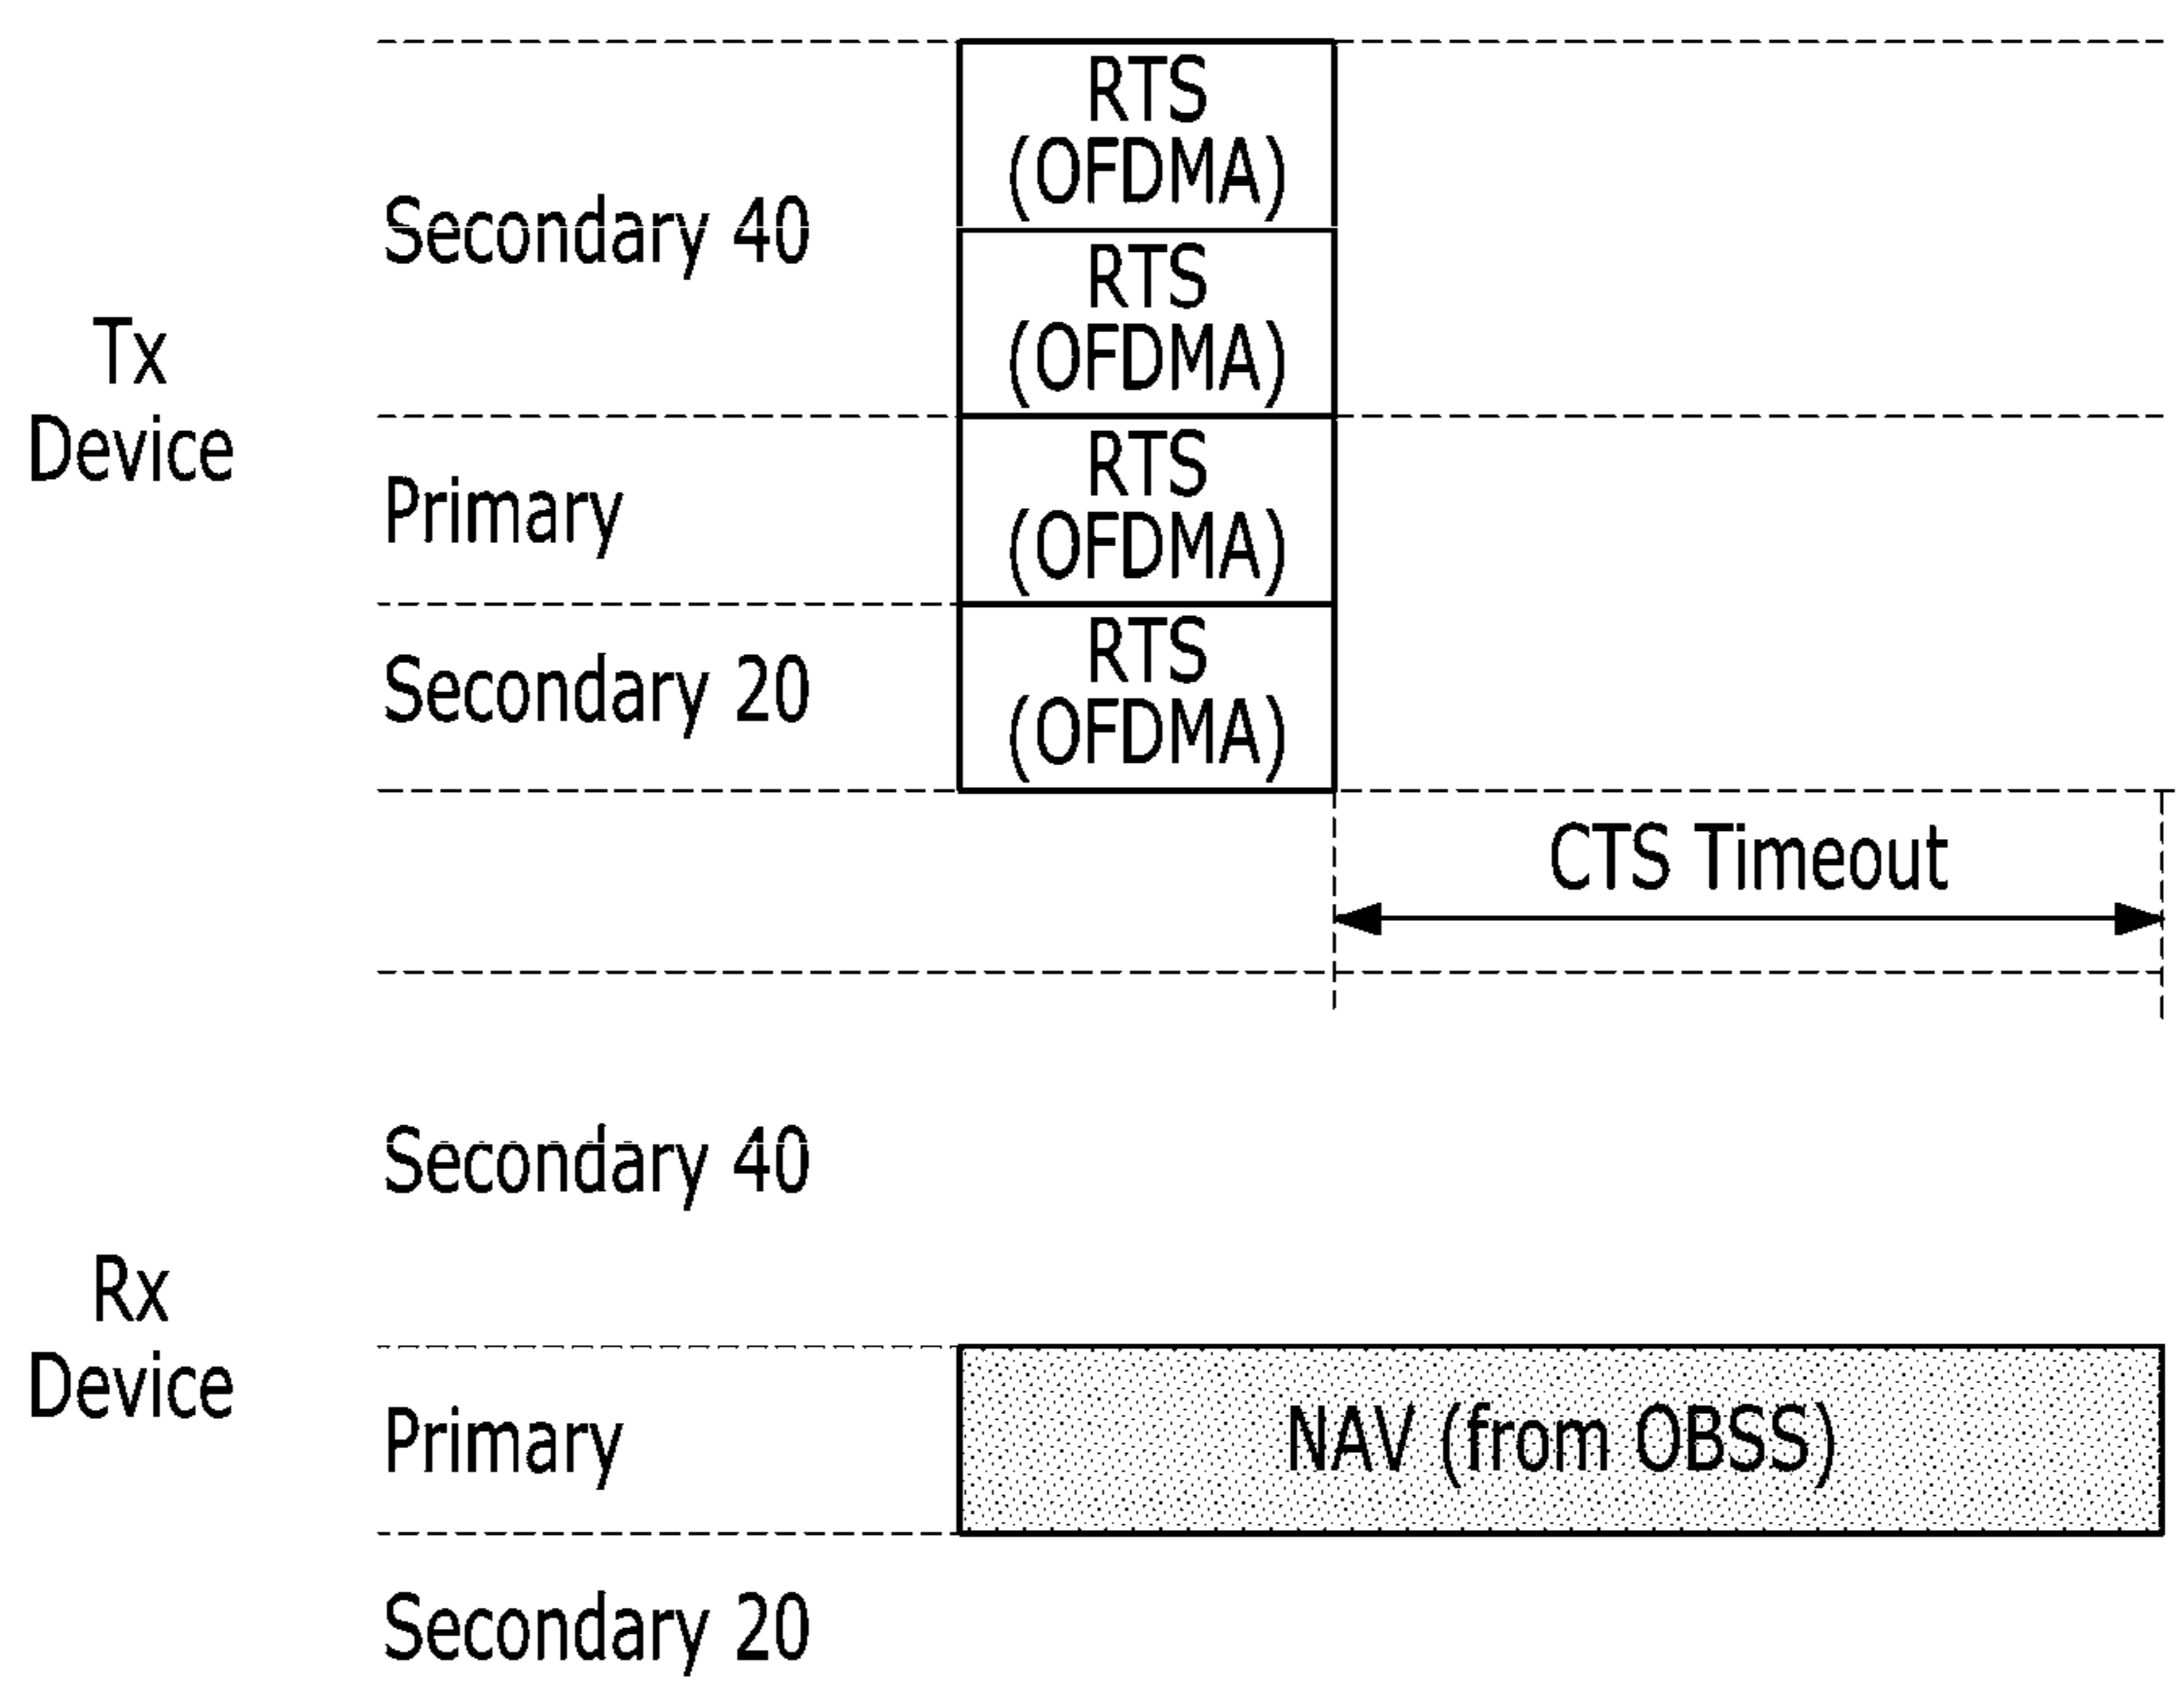 RTS
(OFDMA)
Secondary 40
RTS
(OFDMA)
Tx
Device
RTS
(OFDMA)
Primary
RTS
(OFDMA)
Secondary 20
CTS Timeout
Secondary 40
Rx
Device
Primary
NAV (from OBSS)
Secondary 20